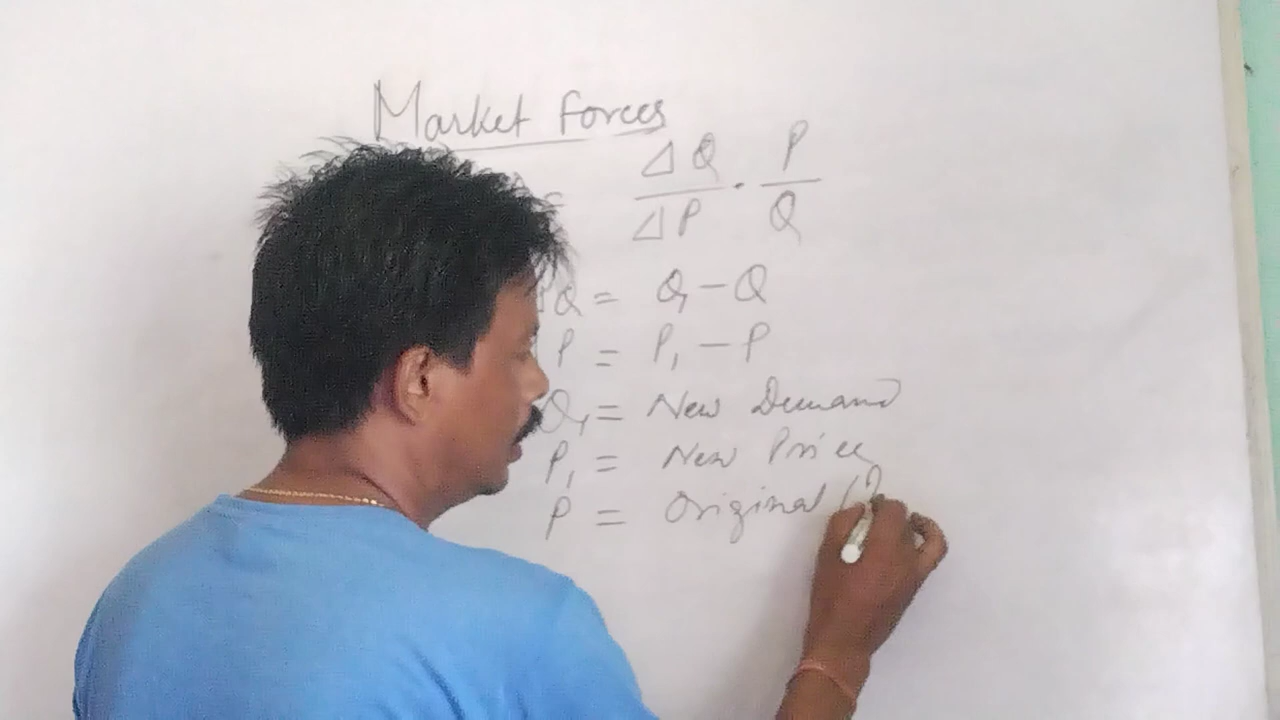 Market forces
= ΔQ/ΔP · P/Q
Q = Q₁ – Q
P = P₁ – P
Q₁ = New Demand
P₁ = New Price
P = Original P